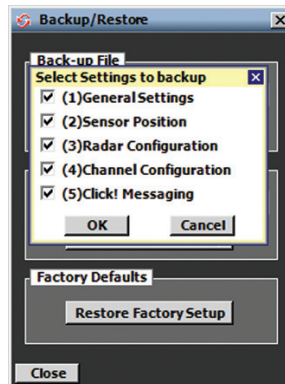 Backup/Restore
Back-up File
Select Settings to backup
(1)General Settings
(2)Sensor Position
(3)Radar Configuration
(4)Channel Configuration
(5)Click! Messaging
OK Cancel
Factory Defaults
Restore Factory Setup
Close